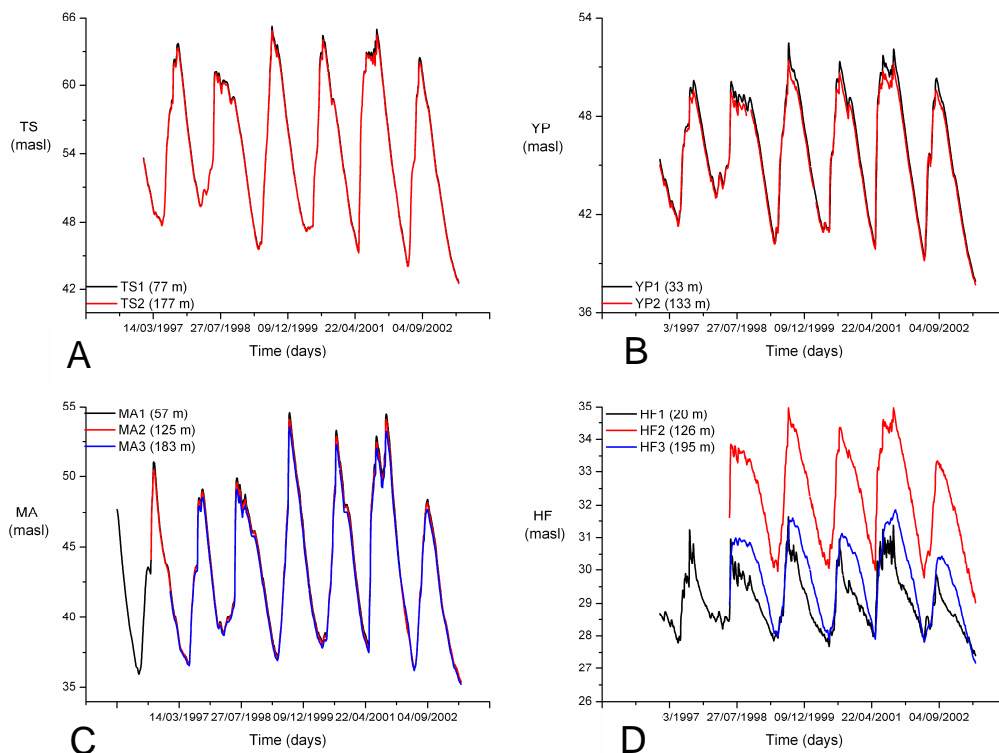 66
60
54
48
42
TS
(masl)
TS1 (77 m)
TS2 (177 m)
14/03/1997 27/07/1998 09/12/1999 22/04/2001 04/09/2002
Time (days)
A
54
48
42
36
YP
(masl)
YP1 (33 m)
YP2 (133 m)
3/1997 27/07/1998 09/12/1999 22/04/2001 04/09/2002
Time (days)
B
55
50
45
40
35
MA
(masl)
MA1 (57 m)
MA2 (125 m)
MA3 (183 m)
14/03/1997 27/07/1998 09/12/1999 22/04/2001 04/09/2002
Time (days)
C
35
34
33
32
31
30
29
28
27
26
HF
(masl)
HF1 (20 m)
HF2 (126 m)
HF3 (195 m)
3/1997 27/07/1998 09/12/1999 22/04/2001 04/09/2002
Time (days)
D